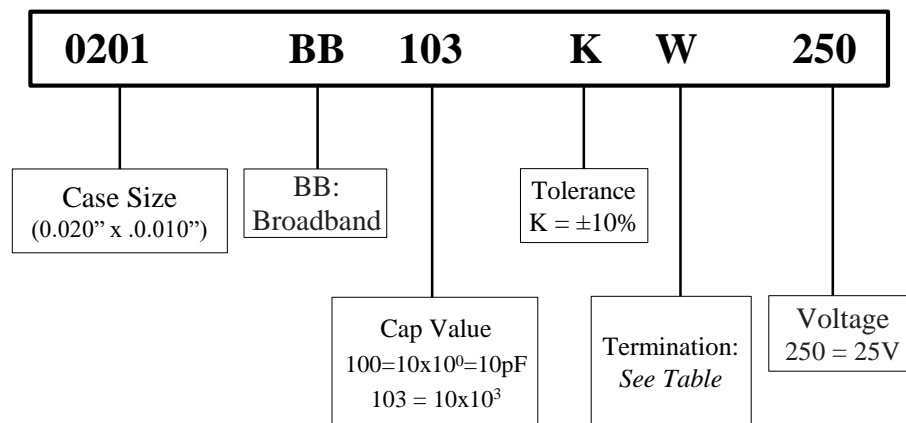 0201 BB 103 K W 250
Case Size
(0.020” x .0.010”)
BB:
Broadband
Tolerance
K = ±10%
Cap Value
100=10x10⁰=10pF
103 = 10x10³
Termination:
See Table
Voltage
250 = 25V